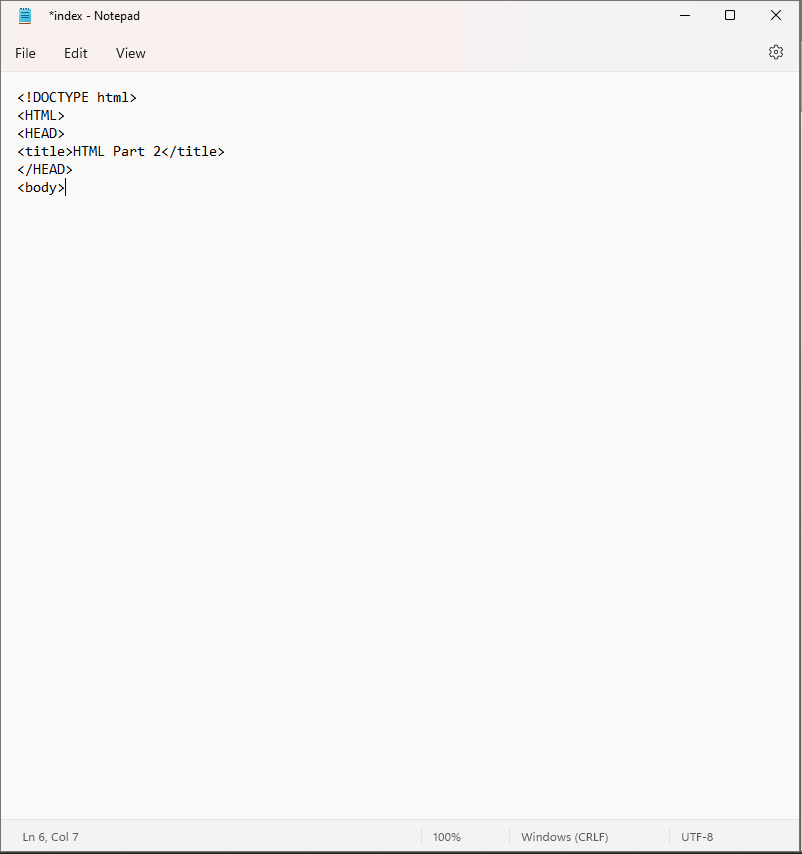 *index - Notepad
File Edit View
<!DOCTYPE html>
<HTML>
<HEAD>
<title>HTML Part 2</title>
</HEAD>
<body>
Ln 6, Col 7 100% Windows (CRLF) UTF-8